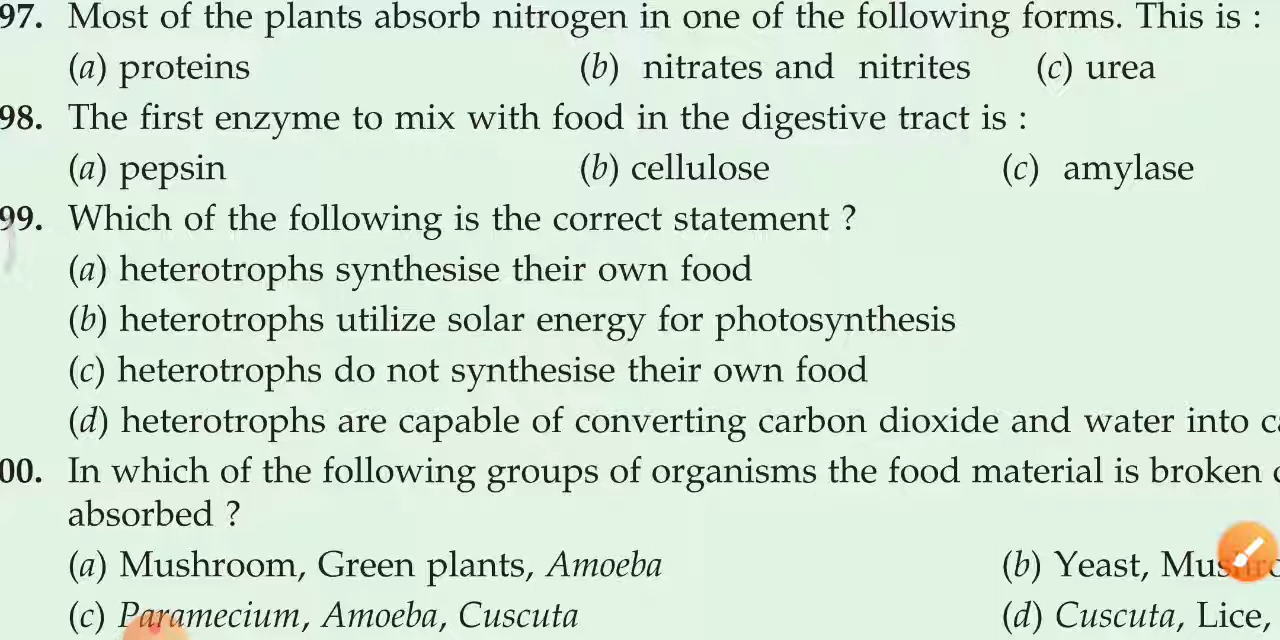 97. Most of the plants absorb nitrogen in one of the following forms. This is :
(a) proteins (b) nitrates and nitrites (c) urea
98. The first enzyme to mix with food in the digestive tract is :
(a) pepsin (b) cellulose (c) amylase
99. Which of the following is the correct statement ?
(a) heterotrophs synthesise their own food
(b) heterotrophs utilize solar energy for photosynthesis
(c) heterotrophs do not synthesise their own food
(d) heterotrophs are capable of converting carbon dioxide and water into
00. In which of the following groups of organisms the food material is broken
absorbed ?
(a) Mushroom, Green plants, Amoeba (b) Yeast,
(c) Paramecium, Amoeba, Cuscuta (d) Cuscuta, Lice,